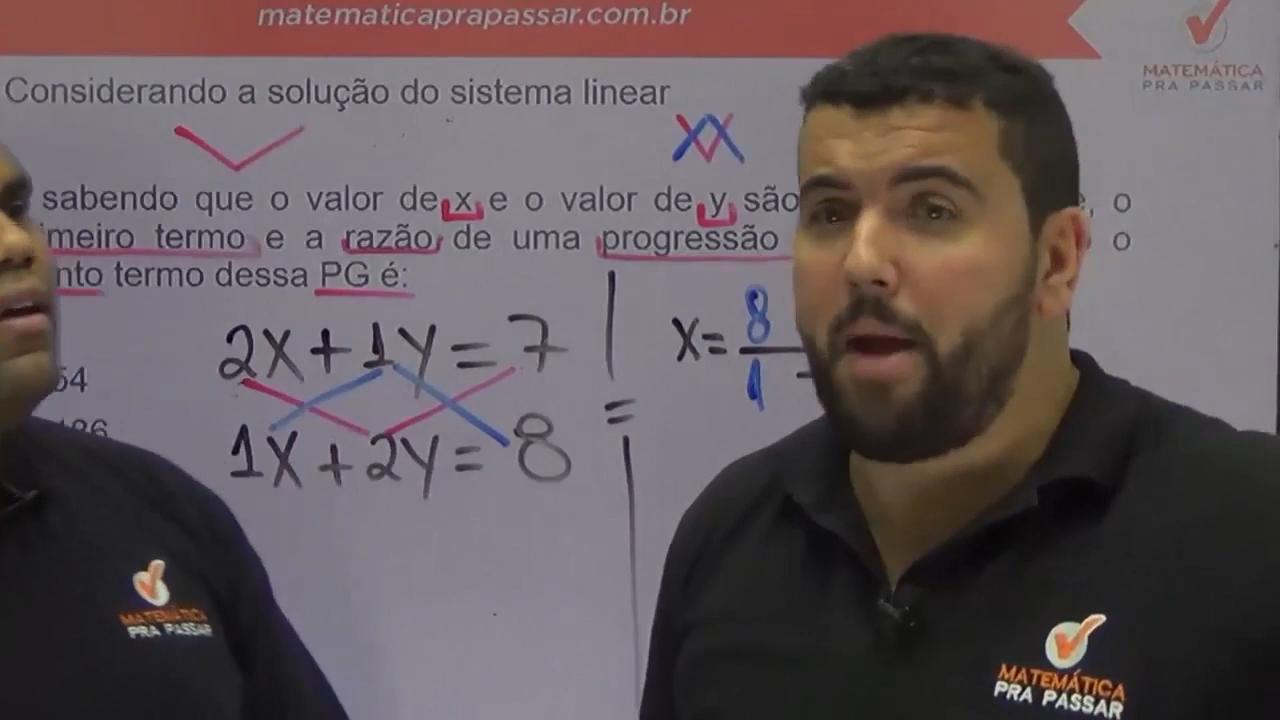 matematicaprapassar.com.br
MATEMÁTICA
PRA PASSAR
Considerando a solução do sistema linear
sabendo que o valor de x e o valor de y são , o
meiro termo e a razão de uma progressão o
nto termo dessa PG é:
2X+1Y=7
X= 8
1
54
=
1X+2Y=8
MATEMÁTICA
PRA PASSAR
MATEMÁTICA
PRA PASSAR